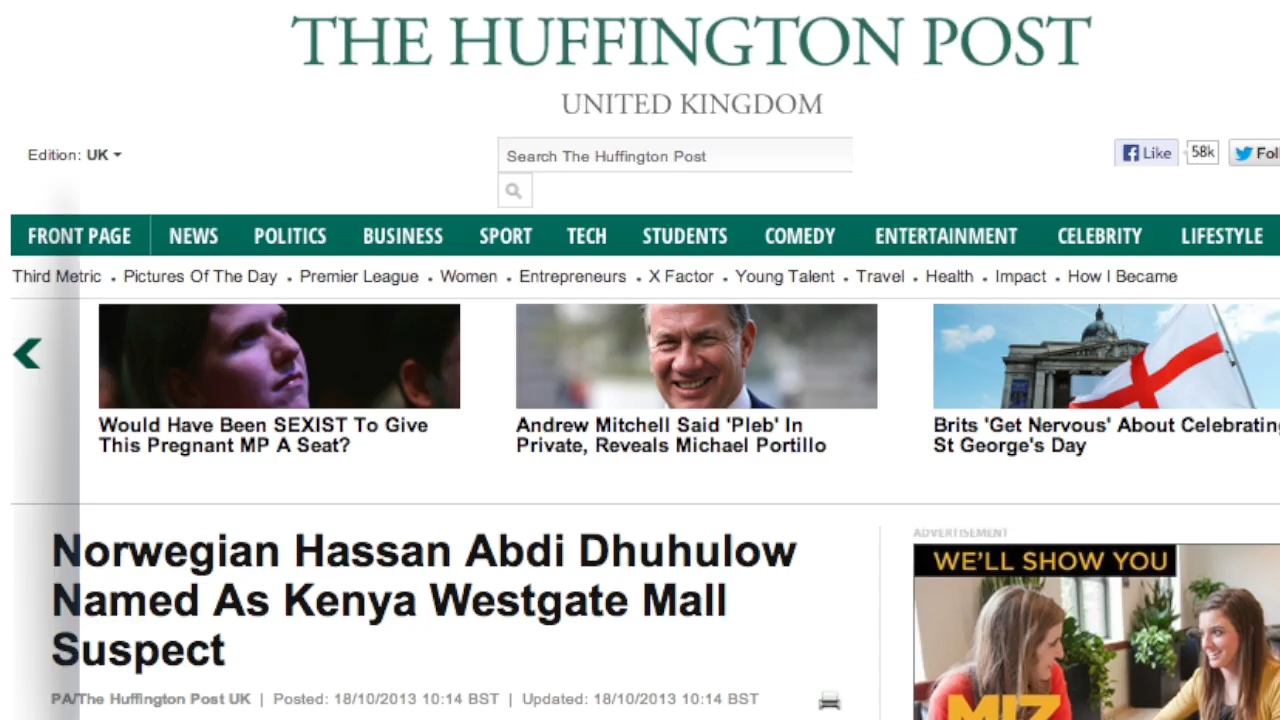 THE HUFFINGTON POST
UNITED KINGDOM
Edition: UK
Search The Huffington Post
Like 58k
FRONT PAGE NEWS POLITICS BUSINESS SPORT TECH STUDENTS COMEDY ENTERTAINMENT CELEBRITY LIFESTYLE
Third Metric . Pictures Of The Day . Premier League . Women . Entrepreneurs . X Factor . Young Talent . Travel . Health . Impact . How I Became
Would Have Been SEXIST To Give
This Pregnant MP A Seat?
Andrew Mitchell Said 'Pleb' In
Private, Reveals Michael Portillo
Brits 'Get Nervous' About Celebrating
St George's Day
Norwegian Hassan Abdi Dhuhulow
Named As Kenya Westgate Mall
Suspect
PA/The Huffington Post UK | Posted: 18/10/2013 10:14 BST | Updated: 18/10/2013 10:14 BST
ADVERTISEMENT
WE'LL SHOW YOU